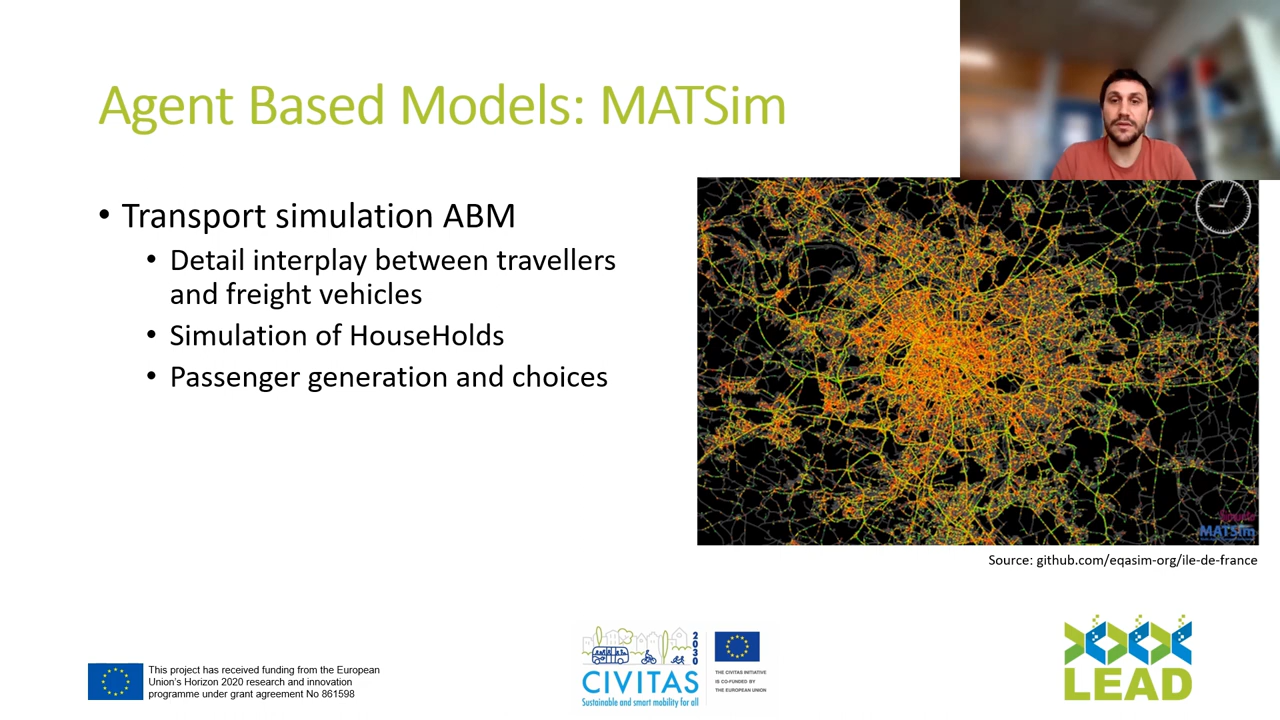 Agent Based Models: MATSim
• Transport simulation ABM
• Detail interplay between travellers
and freight vehicles
• Simulation of HouseHolds
• Passenger generation and choices
MATSim
Source: github.com/eqasim-org/ile-de-france
This project has received funding from the European
Union's Horizon 2020 research and innovation
programme under grant agreement No 861598
2030
CIVITAS
Sustainable and smart mobility for all
THE CIVITAS INITIATIVE
IS CO-FUNDED BY
THE EUROPEAN UNION
LEAD